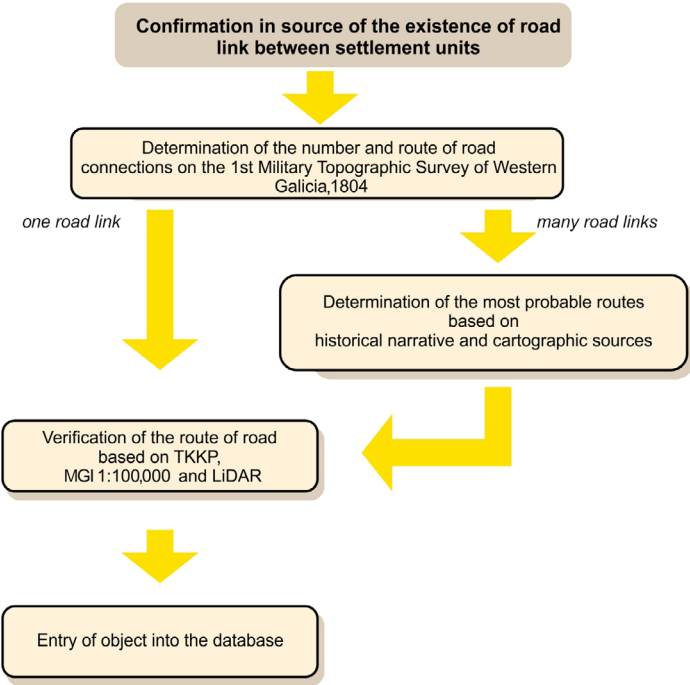 Confirmation in source of the existence of road
link between settlement units
Determination of the number and route of road
connections on the 1st Military Topographic Survey of Western
Galicia,1804
one road link
many road links
Determination of the most probable routes
based on
historical narrative and cartographic sources
Verification of the route of road
based on TKKP,
MGI 1:100,000 and LiDAR
Entry of object into the database